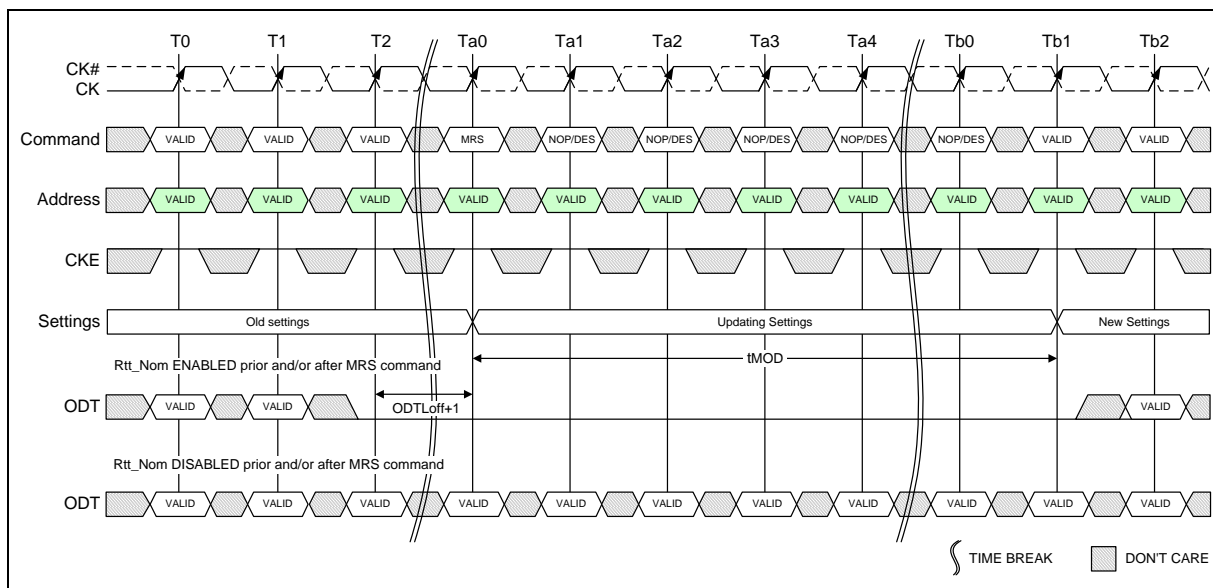 T0 T1 T2 Ta0 Ta1 Ta2 Ta3 Ta4 Tb0 Tb1 Tb2
CK#
CK
Command VALID VALID VALID MRS NOP/DES NOP/DES NOP/DES NOP/DES NOP/DES VALID VALID
Address VALID VALID VALID VALID VALID VALID VALID VALID VALID VALID VALID
CKE
Settings Old settings Updating Settings New Settings
Rtt_Nom ENABLED prior and/or after MRS command
tMOD
ODTLoff+1
ODT VALID VALID VALID
Rtt_Nom DISABLED prior and/or after MRS command
ODT VALID VALID VALID VALID VALID VALID VALID VALID VALID VALID VALID
TIME BREAK DON'T CARE